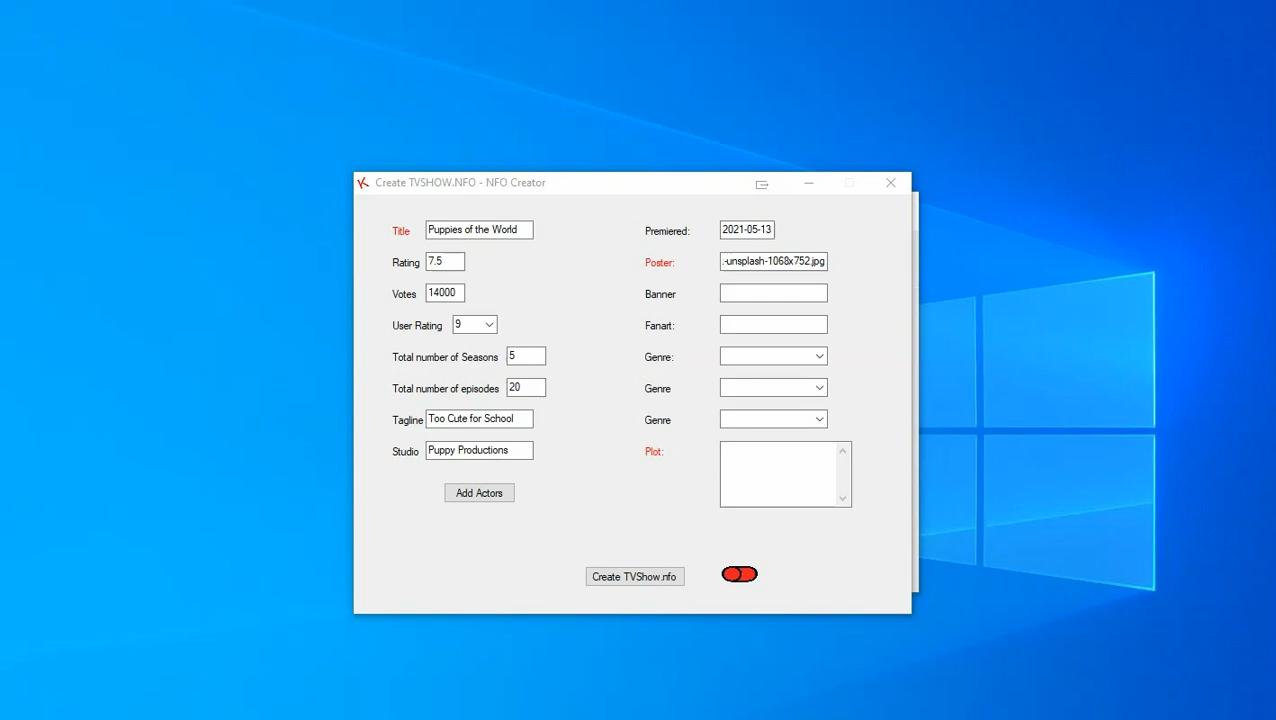 Create TVSHOW.NFO - NFO Creator
Title Puppies of the World
Rating 7.5
Votes 14000
User Rating 9
Total number of Seasons 5
Total number of episodes 20
Tagline Too Cute for School
Studio Puppy Productions
Add Actors
Premiered: 2021-05-13
Poster: :-unsplash-1068x752.jpg
Banner
Fanart:
Genre:
Genre
Genre
Plot:
Create TVShow.nfo